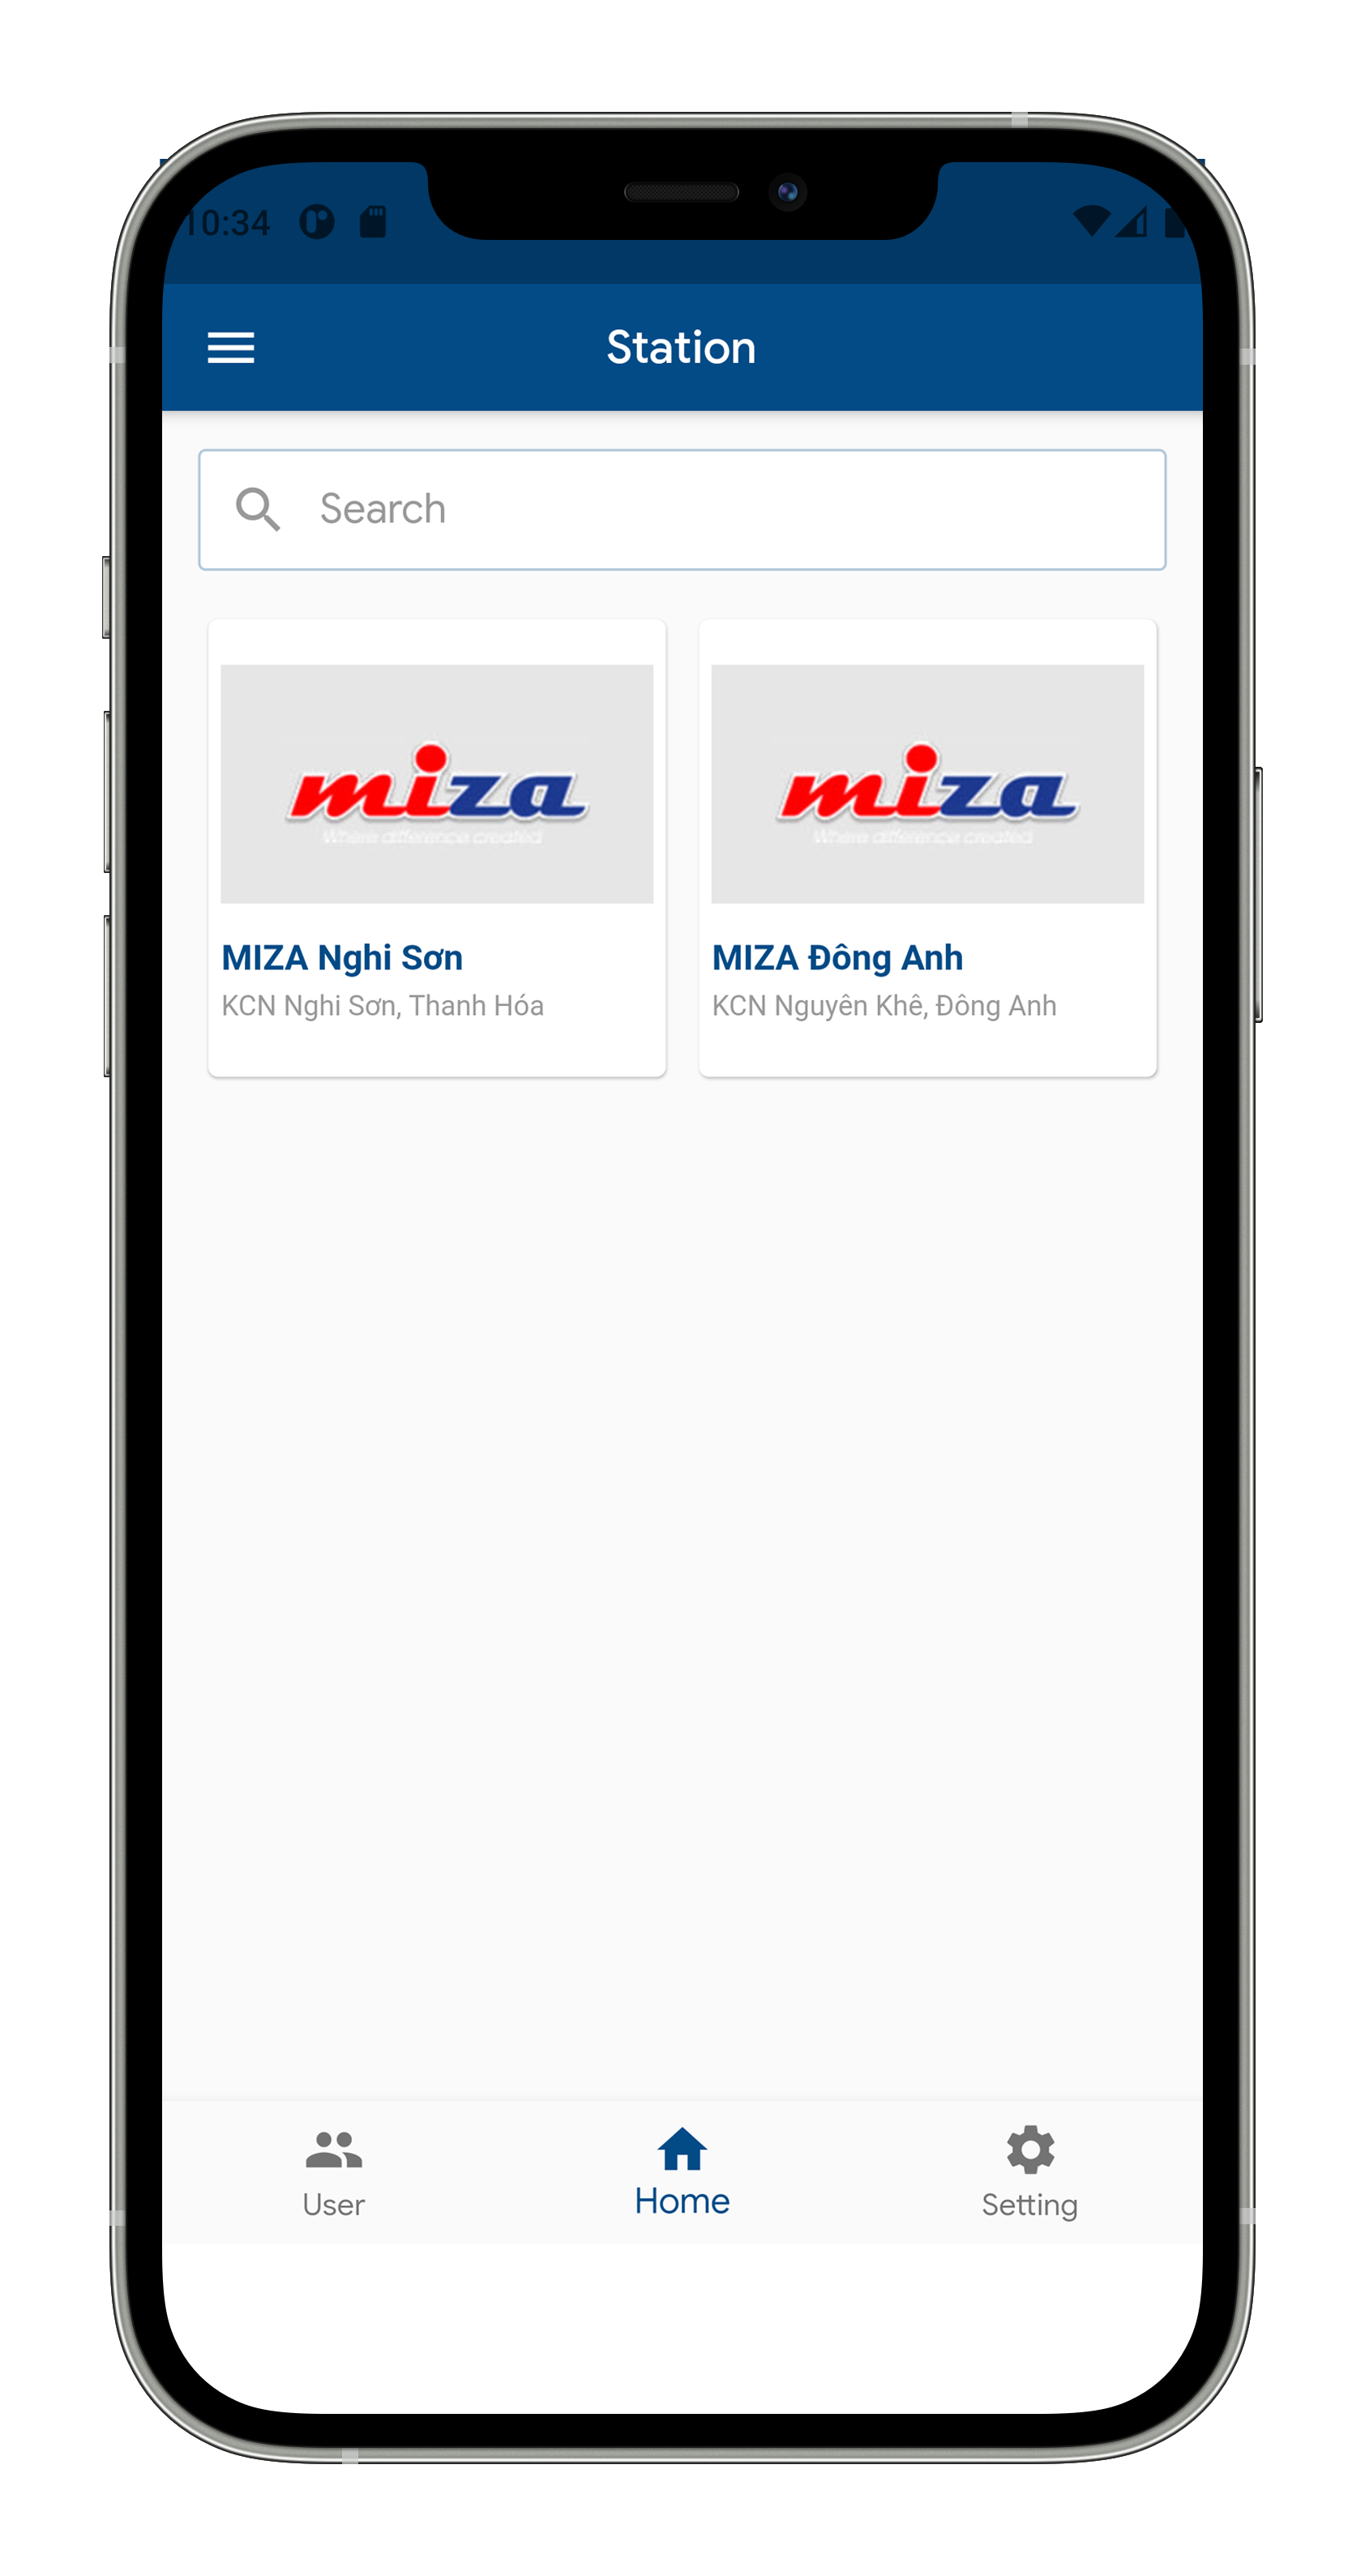 10:34
Station
Search
miza
Where difference created
miza
Where difference created
MIZA Nghi Sơn
KCN Nghi Sơn, Thanh Hóa
MIZA Đông Anh
KCN Nguyên Khê, Đông Anh
User
Home
Setting